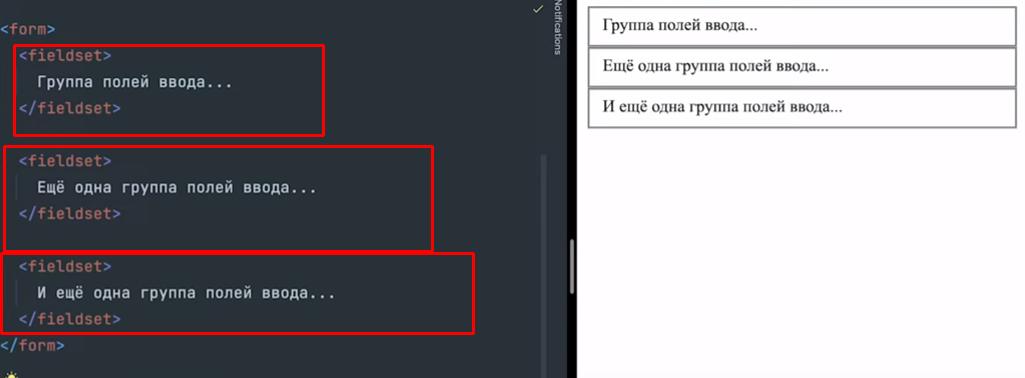 <form>
<fieldset>
Группа полей ввода...
</fieldset>
<fieldset>
Ещё одна группа полей ввода...
</fieldset>
<fieldset>
И ещё одна группа полей ввода...
</fieldset>
</form>
Notifications
Группа полей ввода...
Ещё одна группа полей ввода...
И ещё одна группа полей ввода...